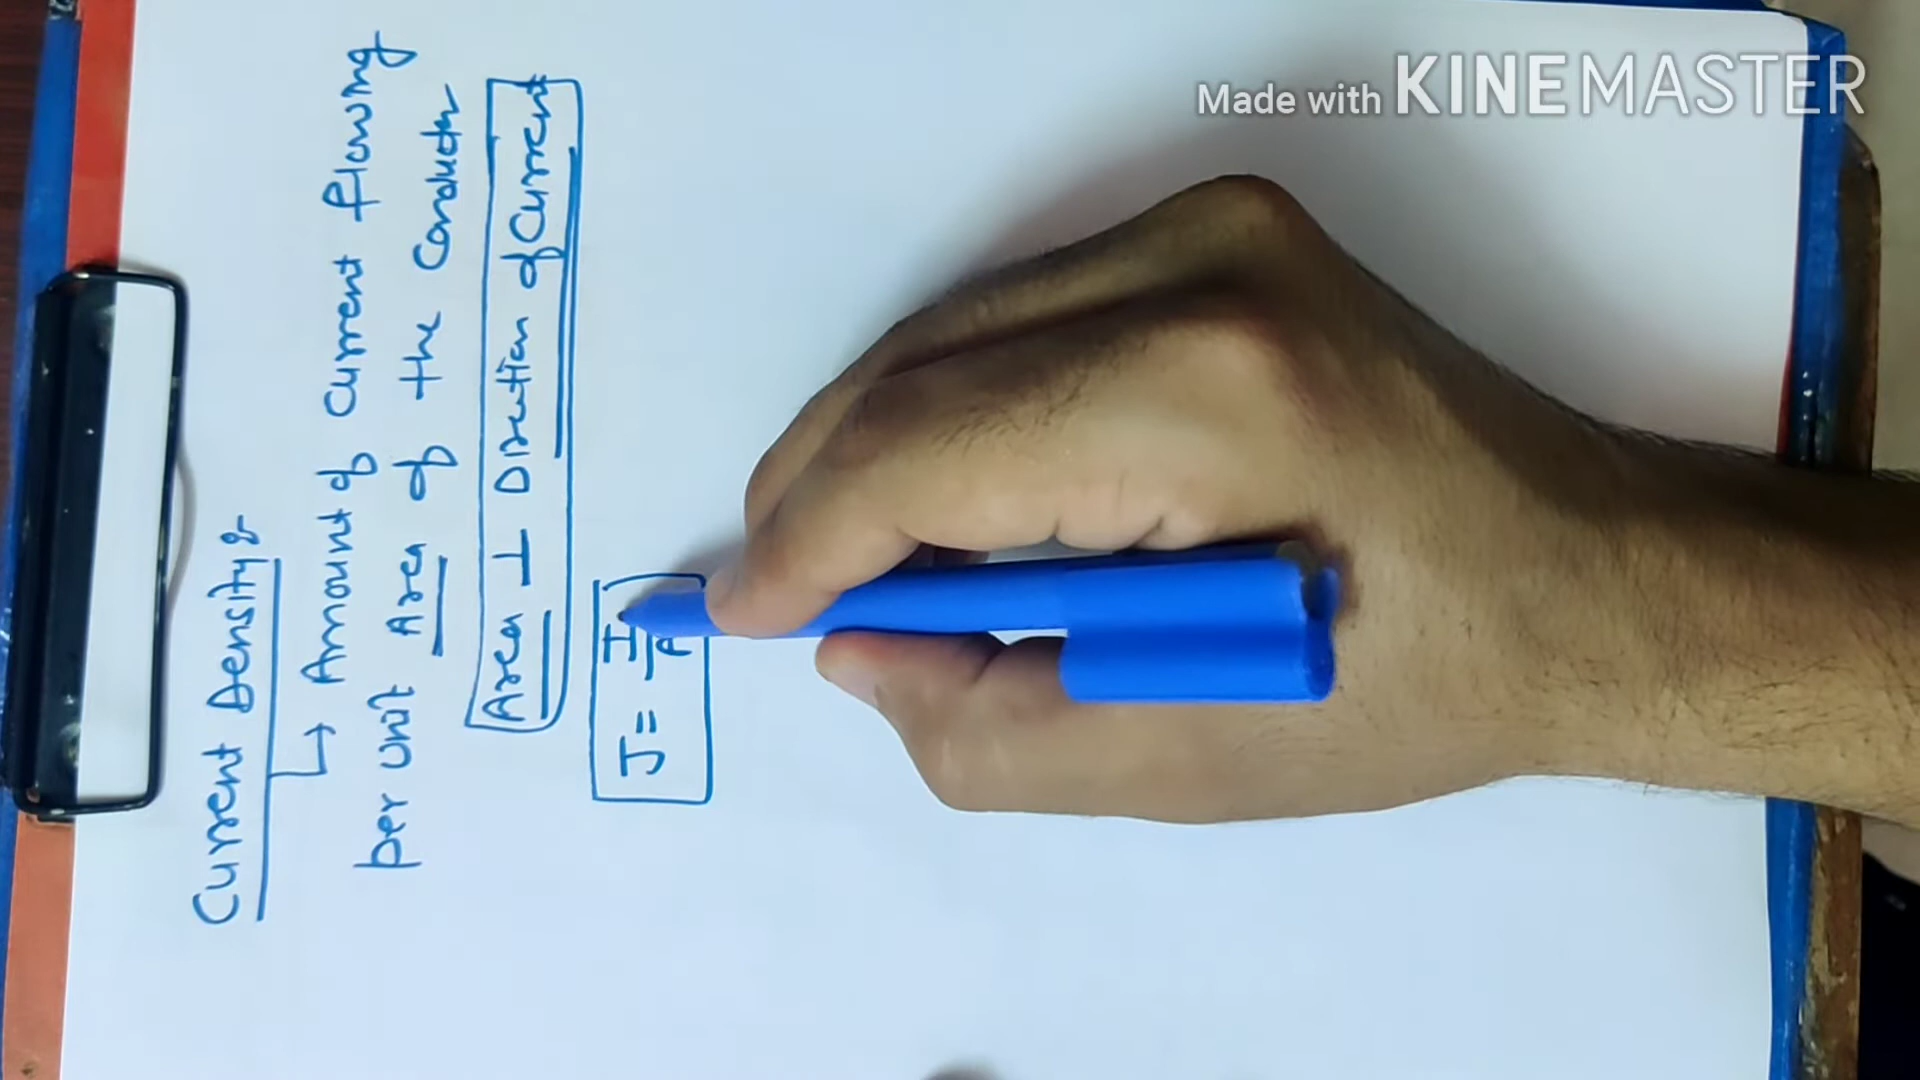 Made with KINEMASTER
Current Density :-
↳ Amount of Current flowing
per unit Area of the Conductor
Area ⊥ Direction of Current
J = I/A